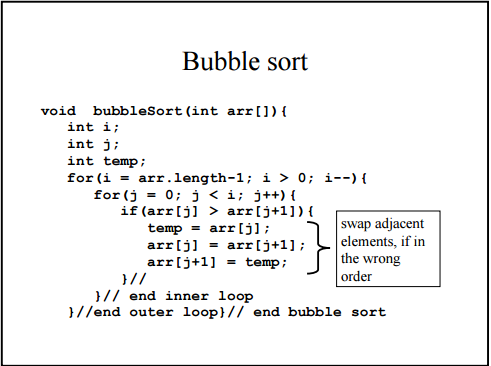 Bubble sort
void  bubbleSort(int arr[]){
int i;
int j;
int temp;
for(i = arr.length-1; i > 0; i--){
for(j = 0; j < i; j++){
if(arr[j] > arr[j+1]){
temp = arr[j];
arr[j] = arr[j+1];
arr[j+1] = temp;
}//
}// end inner loop
}//end outer loop}// end bubble sort
swap adjacent
elements, if in
the wrong
order